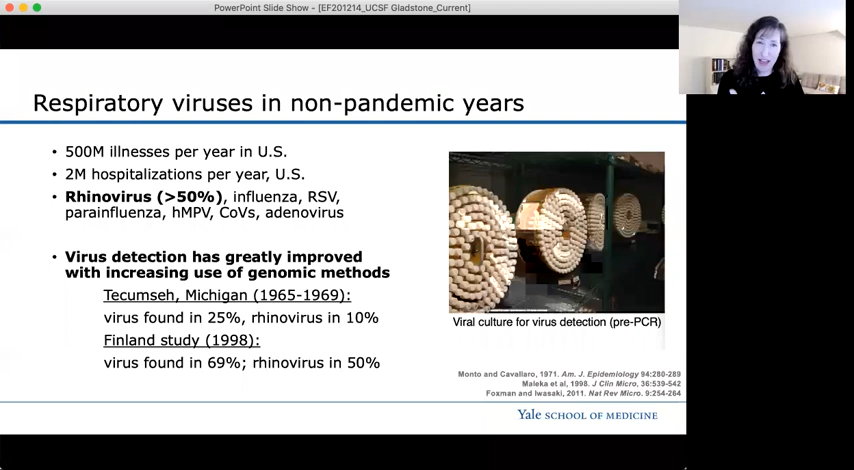 PowerPoint Slide Show - [EF201214_UCSF Gladstone_Current]
Respiratory viruses in non-pandemic years
• 500M illnesses per year in U.S.
• 2M hospitalizations per year, U.S.
• Rhinovirus (>50%), influenza, RSV,
parainfluenza, hMPV, CoVs, adenovirus
• Virus detection has greatly improved
with increasing use of genomic methods
Tecumseh, Michigan (1965-1969):
virus found in 25%, rhinovirus in 10%
Finland study (1998):
virus found in 69%; rhinovirus in 50%
Viral culture for virus detection (pre-PCR)
Monto and Cavallaro, 1971. Am. J. Epidemiology 94:280-289
Maleka et al, 1998. J Clin Micro, 36:539-542
Foxman and Iwasaki, 2011. Nat Rev Micro. 9:254-264
Yale SCHOOL OF MEDICINE